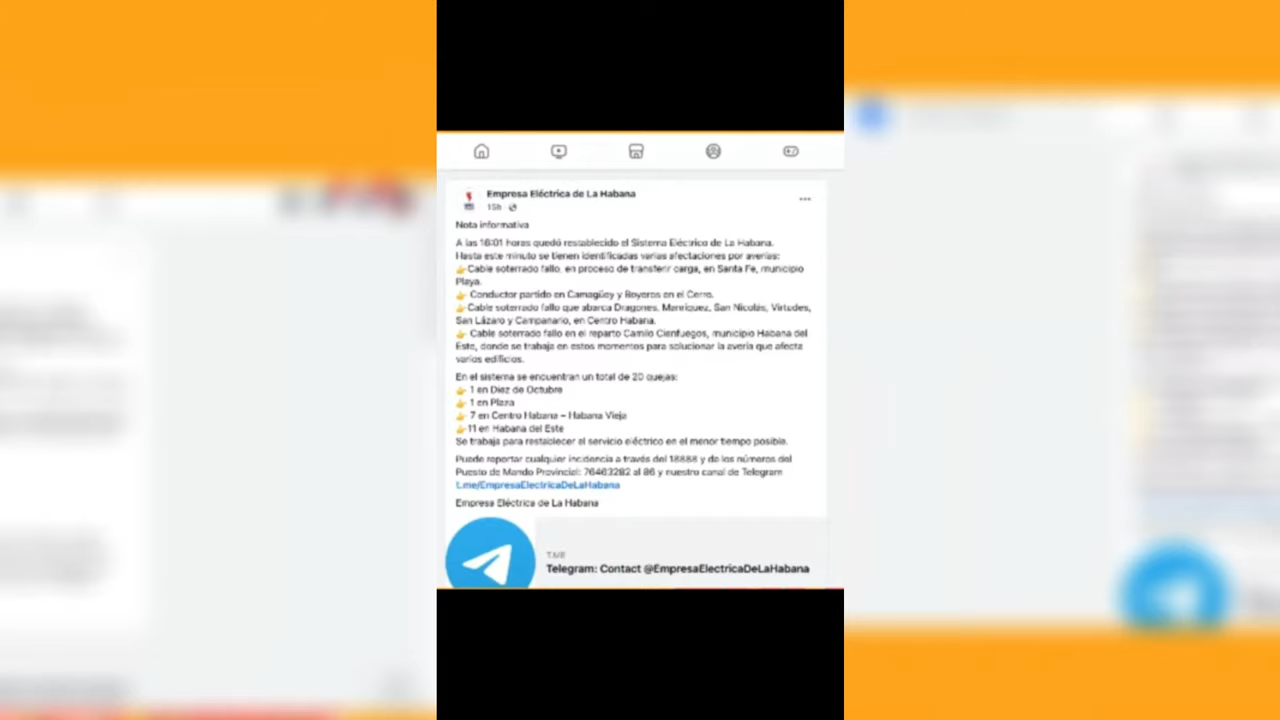 Empresa Eléctrica de La Habana
15h
Nota informativa
A las 16:01 horas quedó restablecido el Sistema Eléctrico de La Habana.
Hasta este minuto se tienen identificadas varias afectaciones por averías:
👉Cable soterrado fallo, en proceso de transferir carga, en Santa Fe, municipio
Playa.
👉 Conductor partido en Camagüey y Boyeros en el Cerro.
👉Cable soterrado fallo que abarca Dragones, Manrique, San Nicolás, Virtudes,
San Lázaro y Campanario, en Centro Habana.
👉 Cable soterrado fallo en el reparto Camilo Cienfuegos, municipio Habana del
Este, donde se trabaja en estos momentos para solucionar la avería que afecta
varios edificios.
En el sistema se encuentran un total de 20 quejas:
👉 1 en Diez de Octubre
👉 1 en Plaza
👉 7 en Centro Habana – Habana Vieja
👉11 en Habana del Este
Se trabaja para restablecer el servicio eléctrico en el menor tiempo posible.
Puede reportar cualquier incidencia a través del 18888 y de los números del
Puesto de Mando Provincial: 76463282 al 86 y nuestro canal de Telegram
t.me/EmpresaElectricaDeLaHabana
Empresa Eléctrica de La Habana
T.ME
Telegram: Contact @EmpresaElectricaDeLaHabana